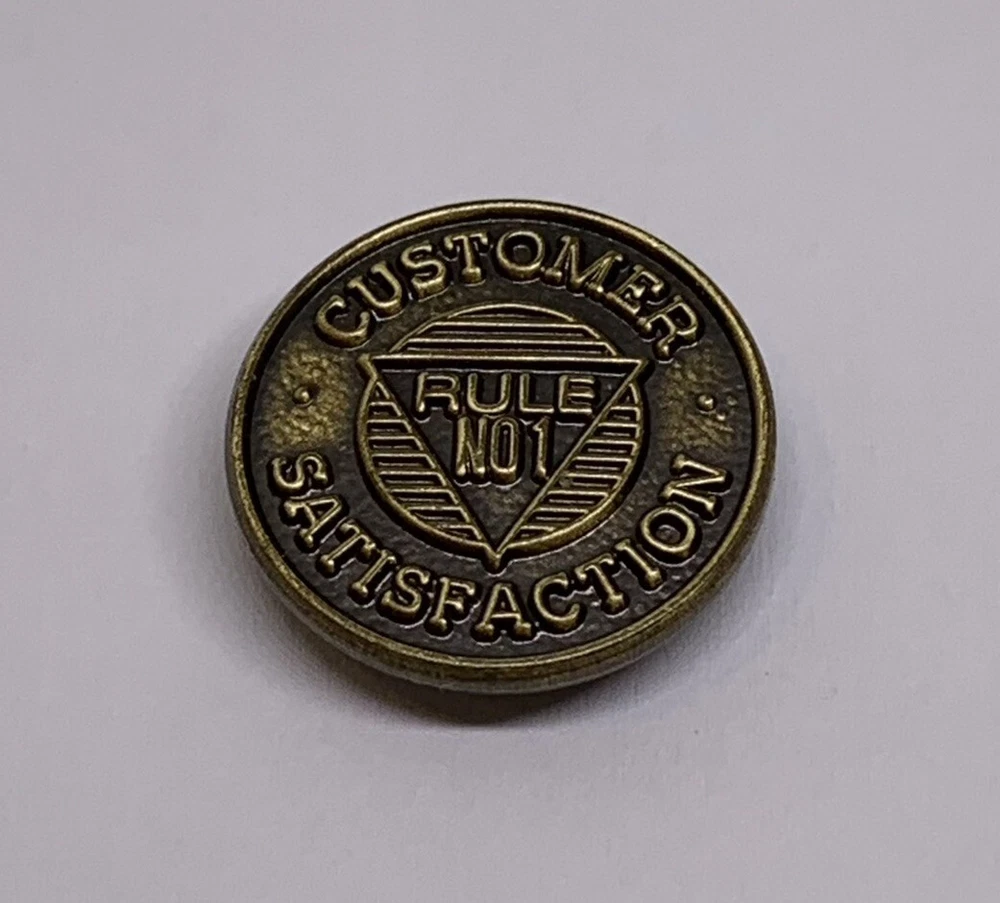 CUSTOMER
RULE
NO1
SATISFACTION